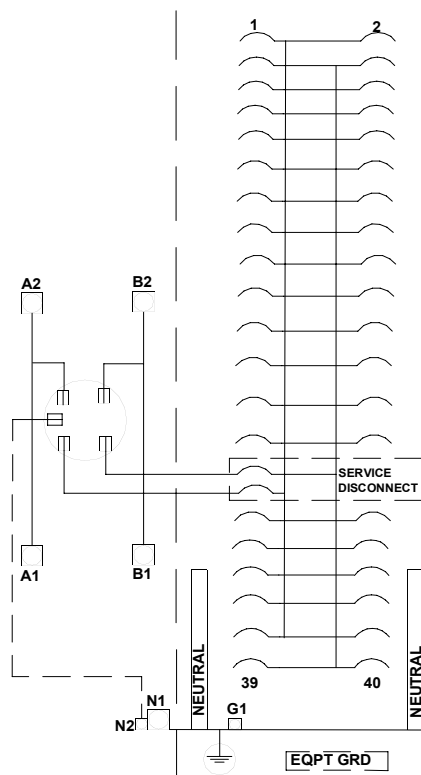 1 2
A2 B2
SERVICE
DISCONNECT
A1 B1
NEUTRAL
NEUTRAL
39 40
N1
N2
G1
EQPT GRD